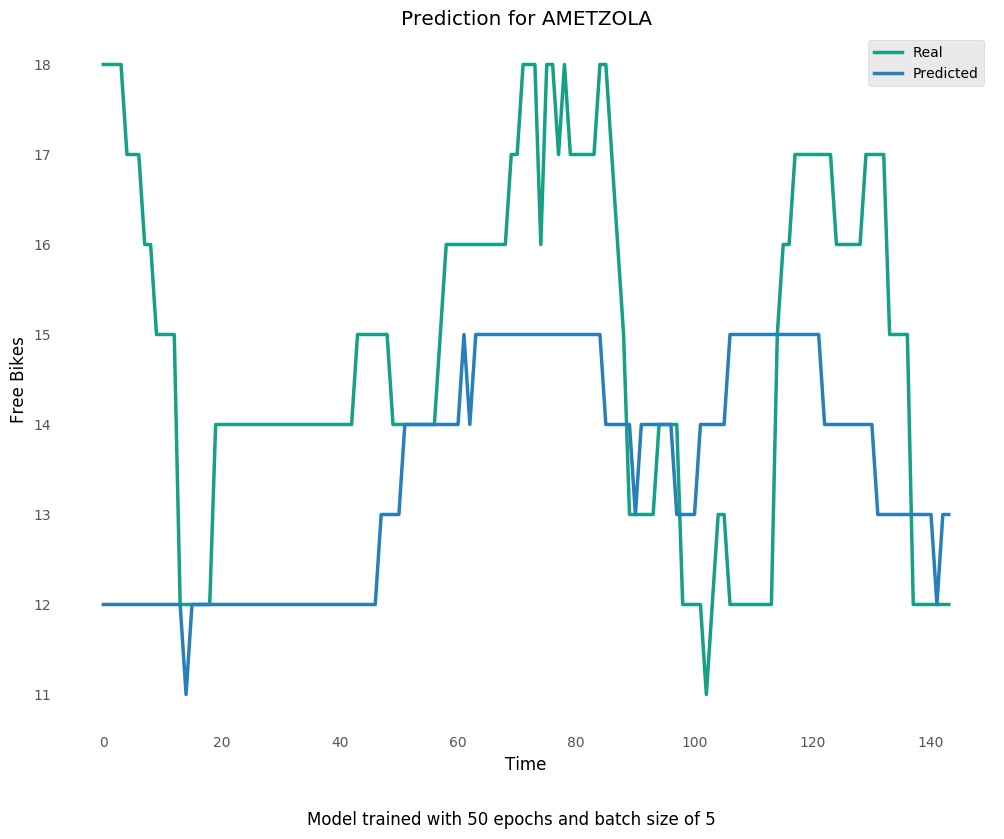 Prediction for AMETZOLA
Real
Predicted
18
17
16
15
14
13
12
11
Free Bikes
0 20 40 60 80 100 120 140
Time
Model trained with 50 epochs and batch size of 5